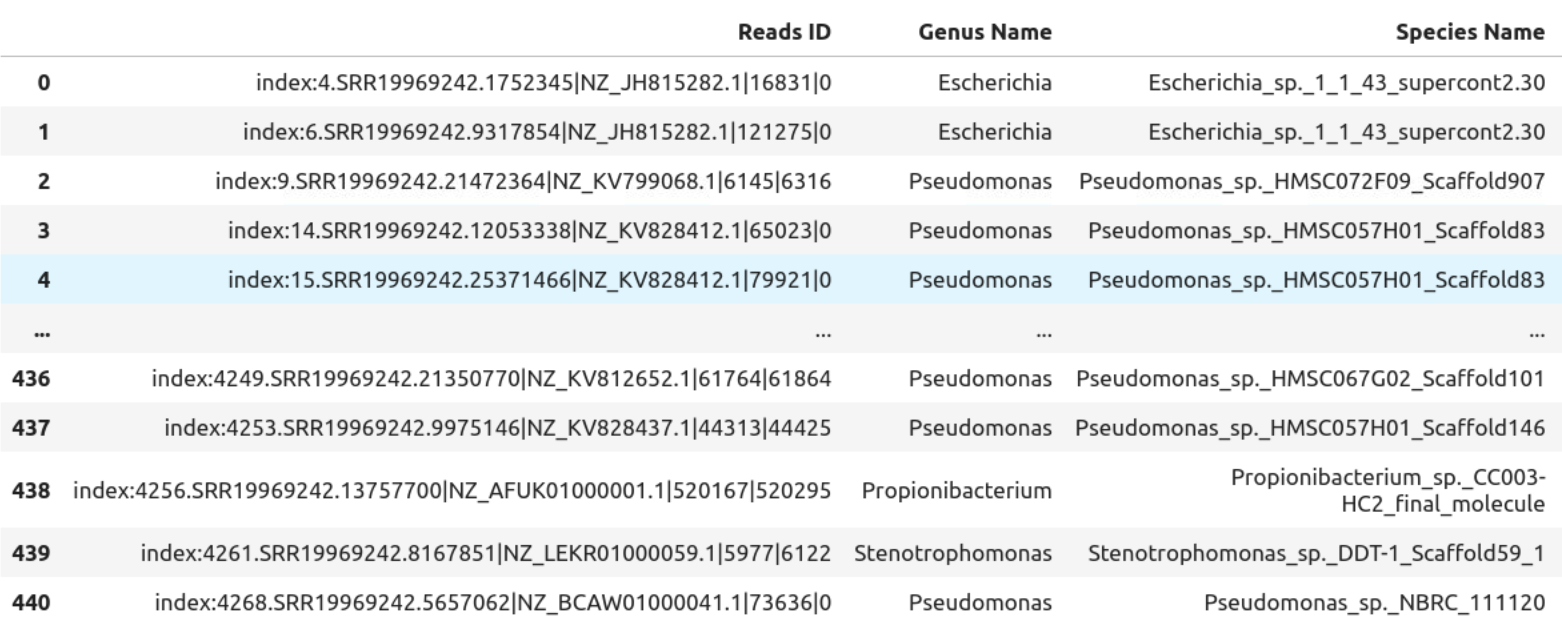 Reads ID Genus Name Species Name
0 index:4.SRR19969242.1752345|NZ_JH815282.1|16831|0 Escherichia Escherichia_sp._1_1_43_supercont2.30
1 index:6.SRR19969242.9317854|NZ_JH815282.1|121275|0 Escherichia Escherichia_sp._1_1_43_supercont2.30
2 index:9.SRR19969242.21472364|NZ_KV799068.1|6145|6316 Pseudomonas Pseudomonas_sp._HMSC072F09_Scaffold907
3 index:14.SRR19969242.12053338|NZ_KV828412.1|65023|0 Pseudomonas Pseudomonas_sp._HMSC057H01_Scaffold83
4 index:15.SRR19969242.25371466|NZ_KV828412.1|79921|0 Pseudomonas Pseudomonas_sp._HMSC057H01_Scaffold83
... ... ... ...
436 index:4249.SRR19969242.21350770|NZ_KV812652.1|61764|61864 Pseudomonas Pseudomonas_sp._HMSC067G02_Scaffold101
437 index:4253.SRR19969242.9975146|NZ_KV828437.1|44313|44425 Pseudomonas Pseudomonas_sp._HMSC057H01_Scaffold146
438 index:4256.SRR19969242.13757700|NZ_AFUK01000001.1|520167|520295 Propionibacterium Propionibacterium_sp._CC003-
HC2_final_molecule
439 index:4261.SRR19969242.8167851|NZ_LEKR01000059.1|5977|6122 Stenotrophomonas Stenotrophomonas_sp._DDT-1_Scaffold59_1
440 index:4268.SRR19969242.5657062|NZ_BCAW01000041.1|73636|0 Pseudomonas Pseudomonas_sp._NBRC_111120